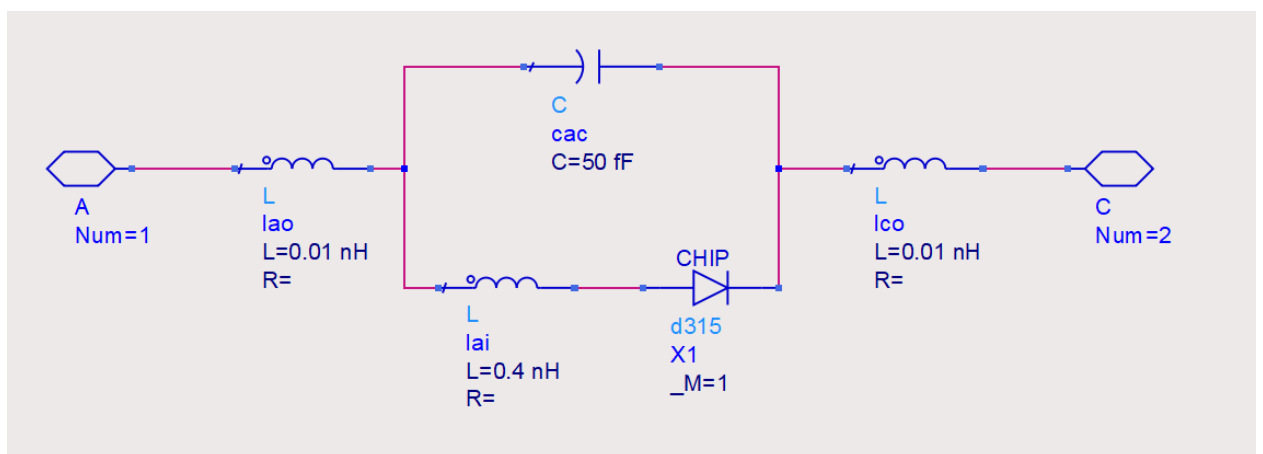 C
cac
C=50 fF
A
Num=1
L
lao
L=0.01 nH
R=
L
lco
L=0.01 nH
R=
C
Num=2
L
lai
L=0.4 nH
R=
CHIP
d315
X1
_M=1